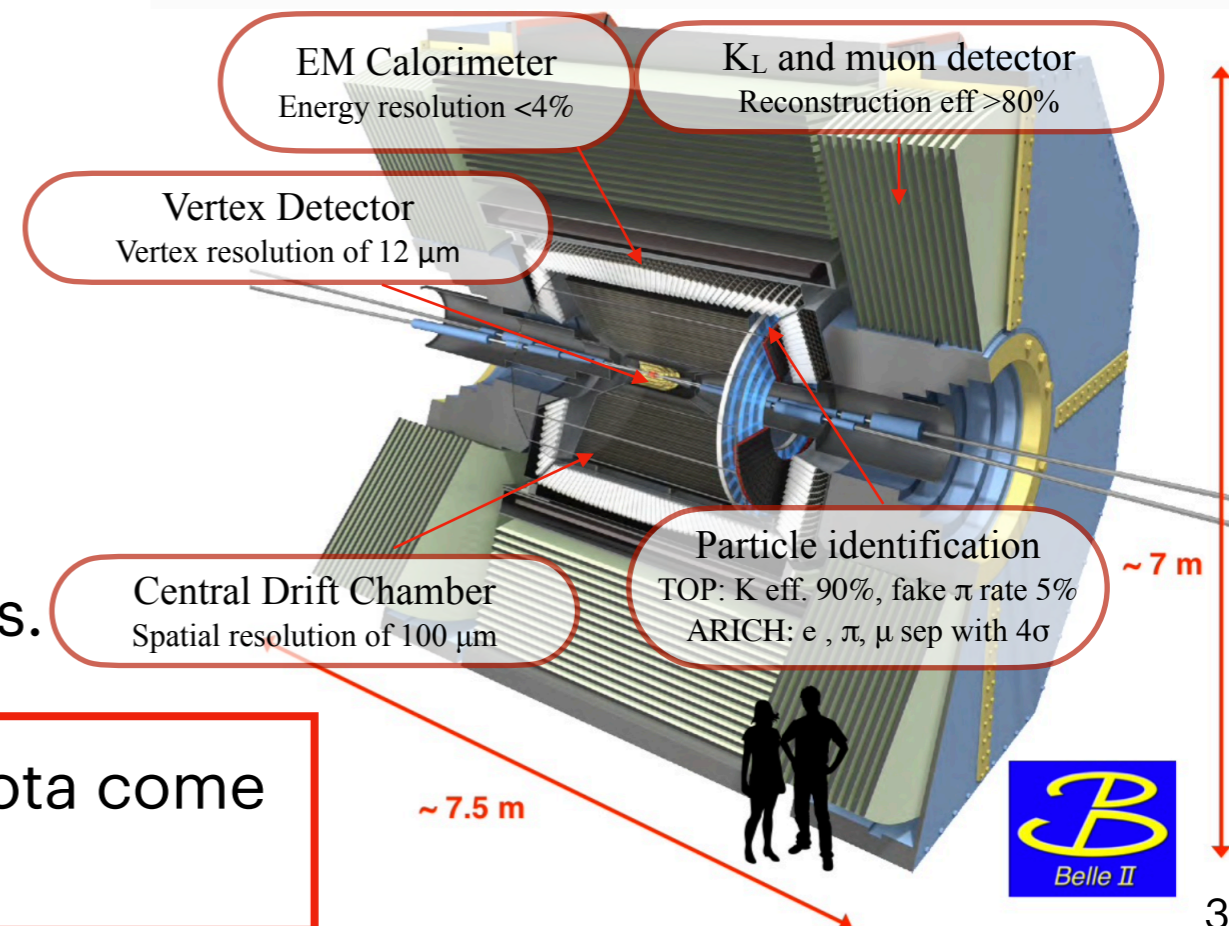 EM Calorimeter
Energy resolution <4%
K_L and muon detector
Reconstruction eff >80%
Vertex Detector
Vertex resolution of 12 μm
Central Drift Chamber
Spatial resolution of 100 μm
Particle identification
TOP: K eff. 90%, fake π rate 5%
ARICH: e , π, μ sep with 4σ
~ 7 m
~ 7.5 m
s.
ota come
B
Belle II
3